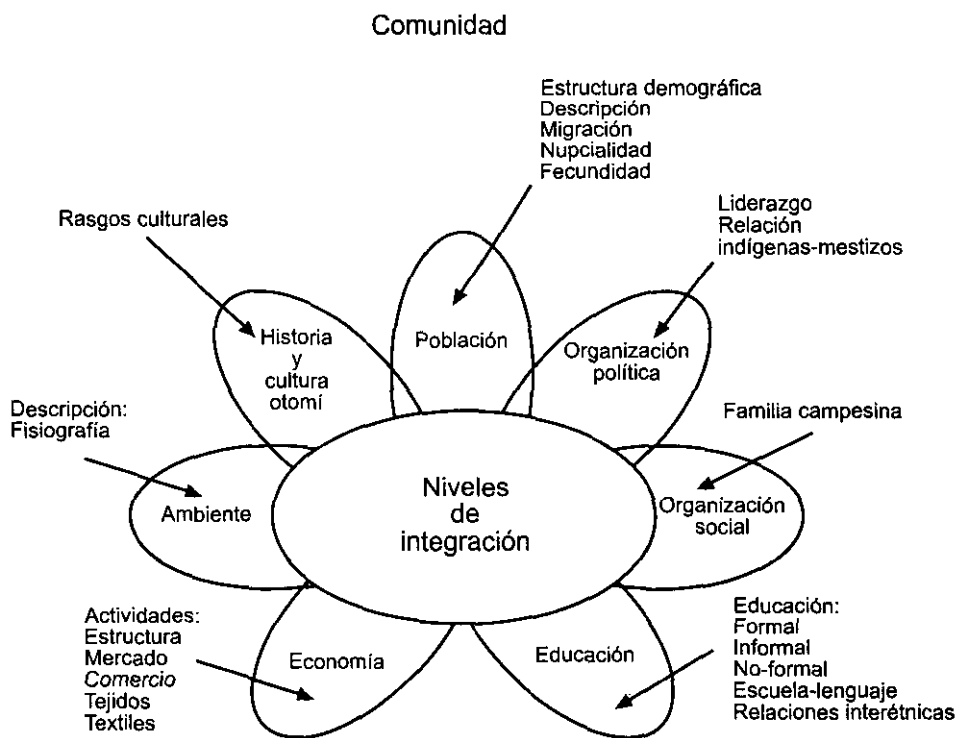 Comunidad
Estructura demográfica
Descripción
Migración
Nupcialidad
Fecundidad
Rasgos culturales
Liderazgo
Relación
indígenas-mestizos
Historia
y
cultura
otomí
Población
Organización
política
Descripción:
Fisiografía
Familia campesina
Ambiente
Niveles
de
integración
Organización
social
Actividades:
Estructura
Mercado
Comercio
Tejidos
Textiles
Economía
Educación
Educación:
Formal
Informal
No-formal
Escuela-lenguaje
Relaciones interétnicas